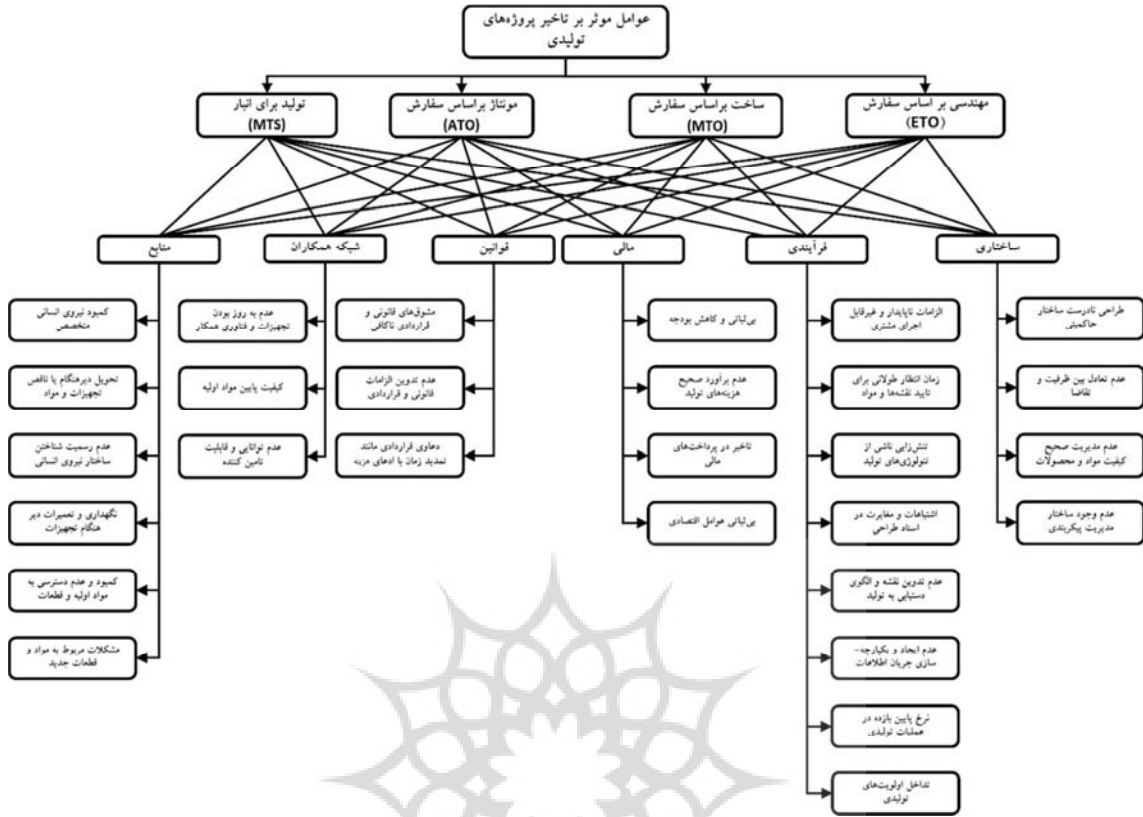 عوامل موثر بر تاخیر پروژه‌های
تولیدی
مهندسی بر اساس سفارش
(ETO)
ساخت براساس سفارش
(MTO)
مونتاژ براساس سفارش
(ATO)
تولید برای انبار
(MTS)
ساختاری
فرآیندی
مالی
قوانین
شبکه همکاران
منابع
طراحی نادرست ساختار
حاکمیتی
عدم تعادل بین ظرفیت و
تقاضا
عدم مدیریت صحیح
کیفیت مواد و محصولات
عدم وجود ساختار
مدیریت پیکربندی
الزامات ناپایدار و غیرقابل
اجرای مشتری
زمان انتظار طولانی برای
تایید نقشه‌ها و مواد
تنش‌زایی ناشی از
تنولوژی‌های تولید
اشتباهات و مغایرت در
اسناد طراحی
عدم تدوین نقشه و الگوی
دستیابی به تولید
عدم ایجاد و یکپارچه-
سازی جریان اطلاعات
نرخ پایین بازده در
عملیات تولیدی
تداخل اولویت‌های
تولیدی
بی‌ثباتی و کاهش بودجه
عدم برآورد صحیح
هزینه‌های تولید
تاخیر در پرداخت‌های
مالی
بی‌ثباتی عوامل اقتصادی
مشوق‌های قانونی و
قراردادی ناکافی
عدم تدوین الزامات
قانونی و قراردادی
دعاوی قراردادی مانند
تمدید زمان یا ادعای هزینه
عدم به روز بودن
تجهیزات و فناوری همکار
کیفیت پایین مواد اولیه
عدم توانایی و قابلیت
تامین کننده
کمبود نیروی انسانی
متخصص
تحویل دیرهنگام یا ناقص
تجهیزات و مواد
عدم رسمیت شناختن
ساختار نیروی انسانی
نگهداری و تعمیرات دیر
هنگام تجهیزات
کمبود و عدم دسترسی به
مواد اولیه و قطعات
مشکلات مربوط به مواد و
قطعات جدید